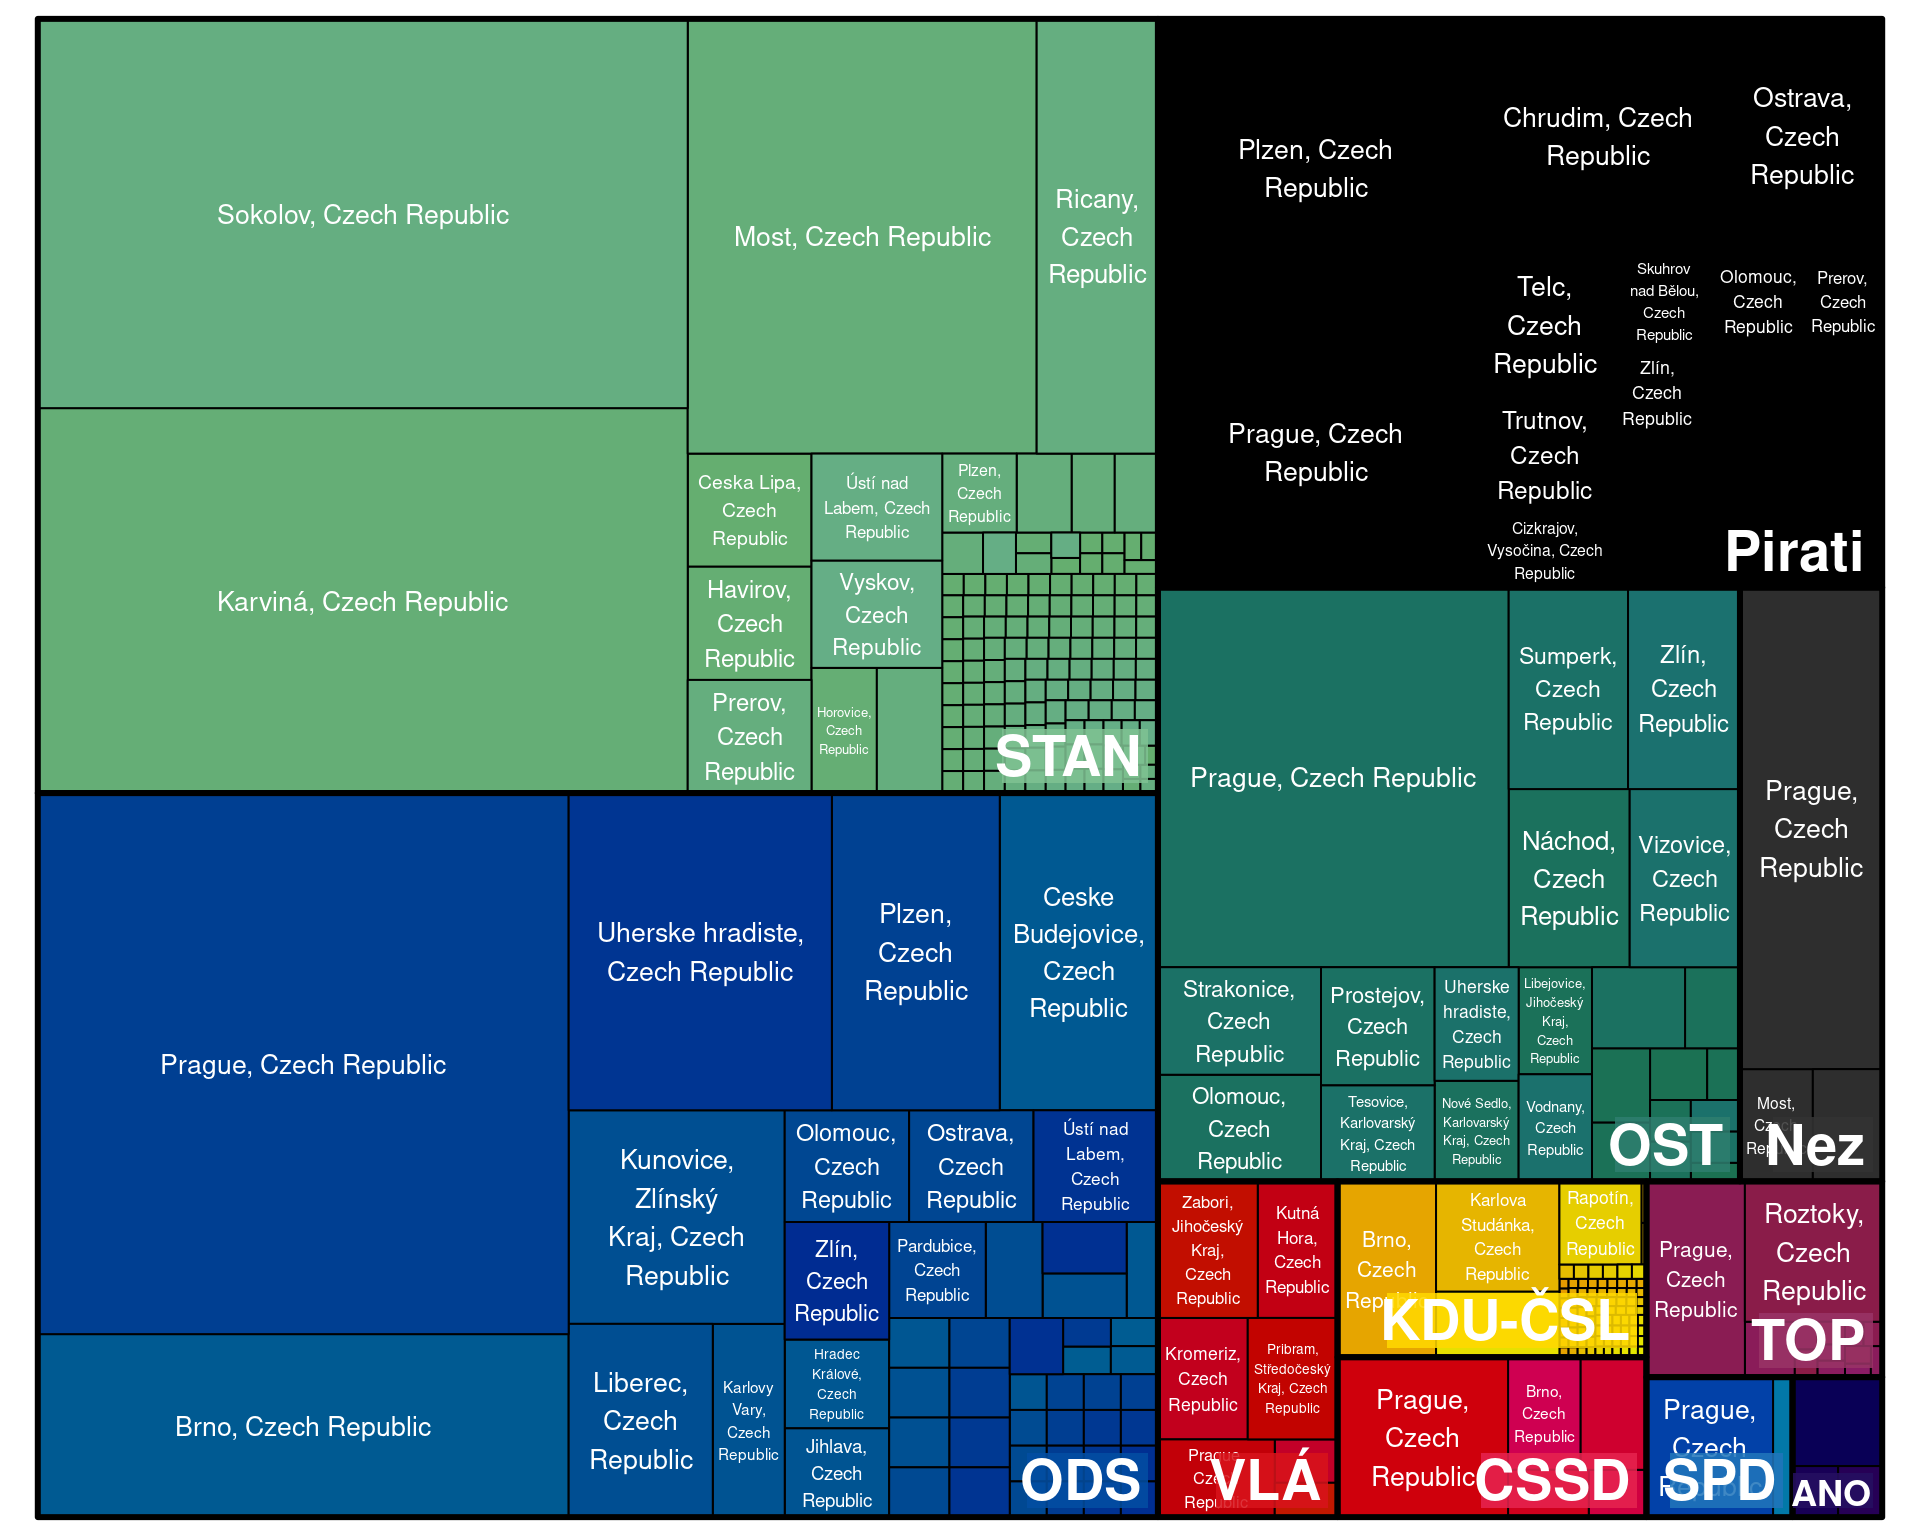 Sokolov, Czech Republic
Karviná, Czech Republic
Most, Czech Republic
Ricany,
Czech
Republic
Ceska Lipa,
Czech
Republic
Havirov,
Czech
Republic
Prerov,
Czech
Republic
Ústí nad
Labem, Czech
Republic
Vyskov,
Czech
Republic
Horovice,
Czech
Republic
Plzen,
Czech
Republic
STAN
Prague, Czech Republic
Brno, Czech Republic
Uherske hradiste,
Czech Republic
Plzen,
Czech
Republic
Ceske
Budejovice,
Czech
Republic
Kunovice,
Zlínský
Kraj, Czech
Republic
Liberec,
Czech
Republic
Karlovy
Vary,
Czech
Republic
Olomouc,
Czech
Republic
Ostrava,
Czech
Republic
Ústí nad
Labem,
Czech
Republic
Zlín,
Czech
Republic
Pardubice,
Czech
Republic
Hradec
Králové,
Czech
Republic
Jihlava,
Czech
Republic
ODS
Plzen, Czech
Republic
Prague, Czech
Republic
Chrudim, Czech
Republic
Ostrava,
Czech
Republic
Telc,
Czech
Republic
Skuhrov
nad Bělou,
Czech
Republic
Olomouc,
Czech
Republic
Prerov,
Czech
Republic
Zlín,
Czech
Republic
Trutnov,
Czech
Republic
Cizkrajov,
Vysočina, Czech
Republic
Pirati
Prague, Czech Republic
Sumperk,
Czech
Republic
Zlín,
Czech
Republic
Náchod,
Czech
Republic
Vizovice,
Czech
Republic
Strakonice,
Czech
Republic
Olomouc,
Czech
Republic
Prostejov,
Czech
Republic
Tesovice,
Karlovarský
Kraj, Czech
Republic
Uherske
hradiste,
Czech
Republic
Nové Sedlo,
Karlovarský
Kraj, Czech
Republic
Libejovice,
Jihočeský
Kraj,
Czech
Republic
Vodnany,
Czech
Republic
OST
Prague,
Czech
Republic
Most,
Czech
Republic
Nez
Zabori,
Jihočeský
Kraj,
Czech
Republic
Kutná
Hora,
Czech
Republic
Kromeriz,
Czech
Republic
Pribram,
Středočeský
Kraj, Czech
Republic
Prague,
Czech
Republic
VLÁ
Brno,
Czech
Republic
Karlova
Studánka,
Czech
Republic
Rapotín,
Czech
Republic
KDU-ČSL
Prague,
Czech
Republic
Brno,
Czech
Republic
CSSD
Prague,
Czech
Republic
Roztoky,
Czech
Republic
TOP
Prague,
Czech
Republic
SPD
ANO